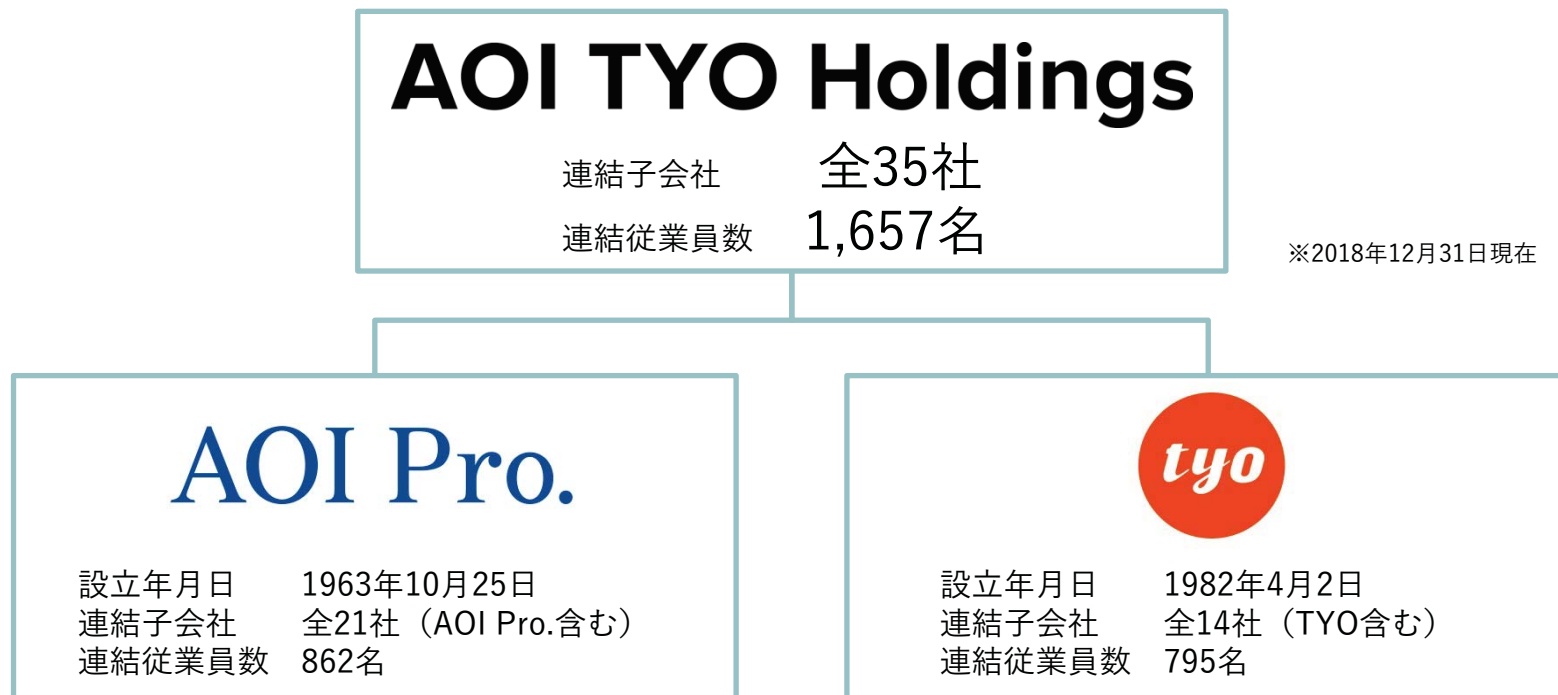 AOI TYO Holdings
連結子会社 全35社
連結従業員数 1,657名
※2018年12月31日現在
AOI Pro.
設立年月日 1963年10月25日
連結子会社 全21社（AOI Pro.含む）
連結従業員数 862名
tyo
設立年月日 1982年4月2日
連結子会社 全14社（TYO含む）
連結従業員数 795名